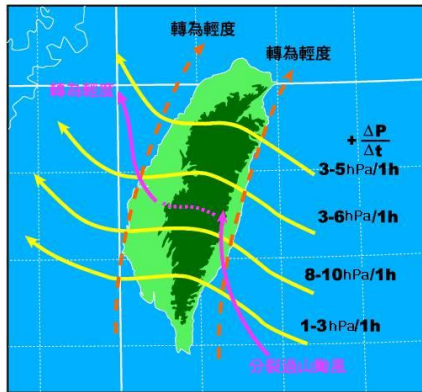 轉為輕度
轉為輕度
轉為輕度
+ ΔP
Δt
3-5hPa/1h
3-6hPa/1h
8-10hPa/1h
1-3hPa/1h
分裂過山颱風